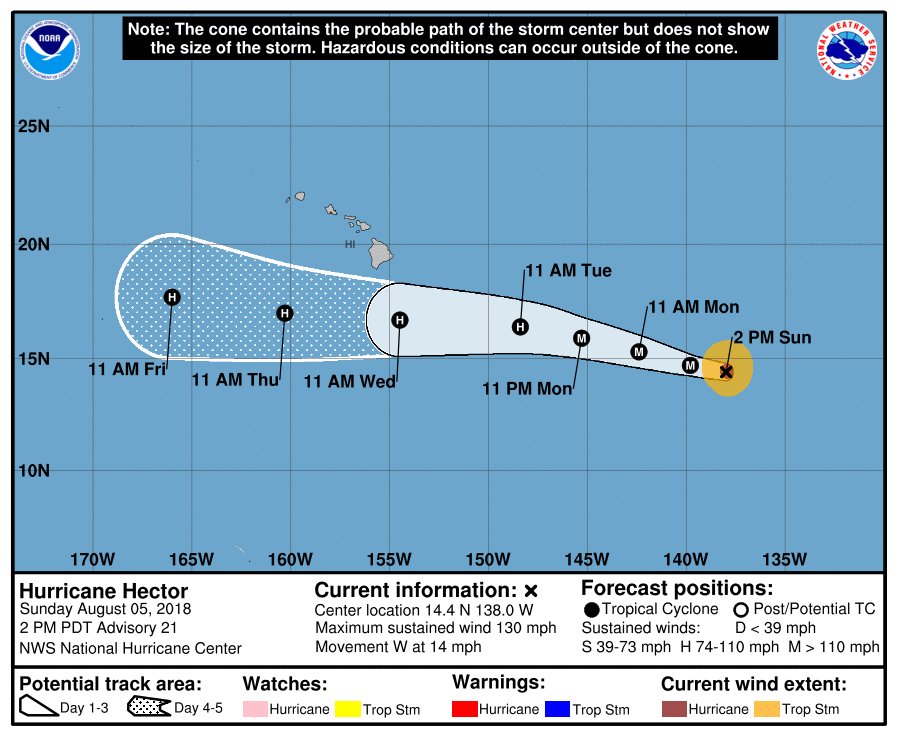 Note: The cone contains the probable path of the storm center but does not show
the size of the storm. Hazardous conditions can occur outside of the cone.
NOAA
NATIONAL WEATHER SERVICE
25N
20N
HI
11 AM Tue
11 AM Mon
2 PM Sun
H
H
H
H
M
M
M
15N
11 AM Fri
11 AM Thu
11 AM Wed
11 PM Mon
10N
170W 165W 160W 155W 150W 145W 140W 135W
Hurricane Hector
Sunday August 05, 2018
2 PM PDT Advisory 21
NWS National Hurricane Center
Current information: ×
Center location 14.4 N 138.0 W
Maximum sustained wind 130 mph
Movement W at 14 mph
Forecast positions:
Tropical Cyclone Post/Potential TC
Sustained winds: D < 39 mph
S 39-73 mph H 74-110 mph M > 110 mph
Potential track area:
Day 1-3 Day 4-5
Watches:
Hurricane Trop Stm
Warnings:
Hurricane Trop Stm
Current wind extent:
Hurricane Trop Stm